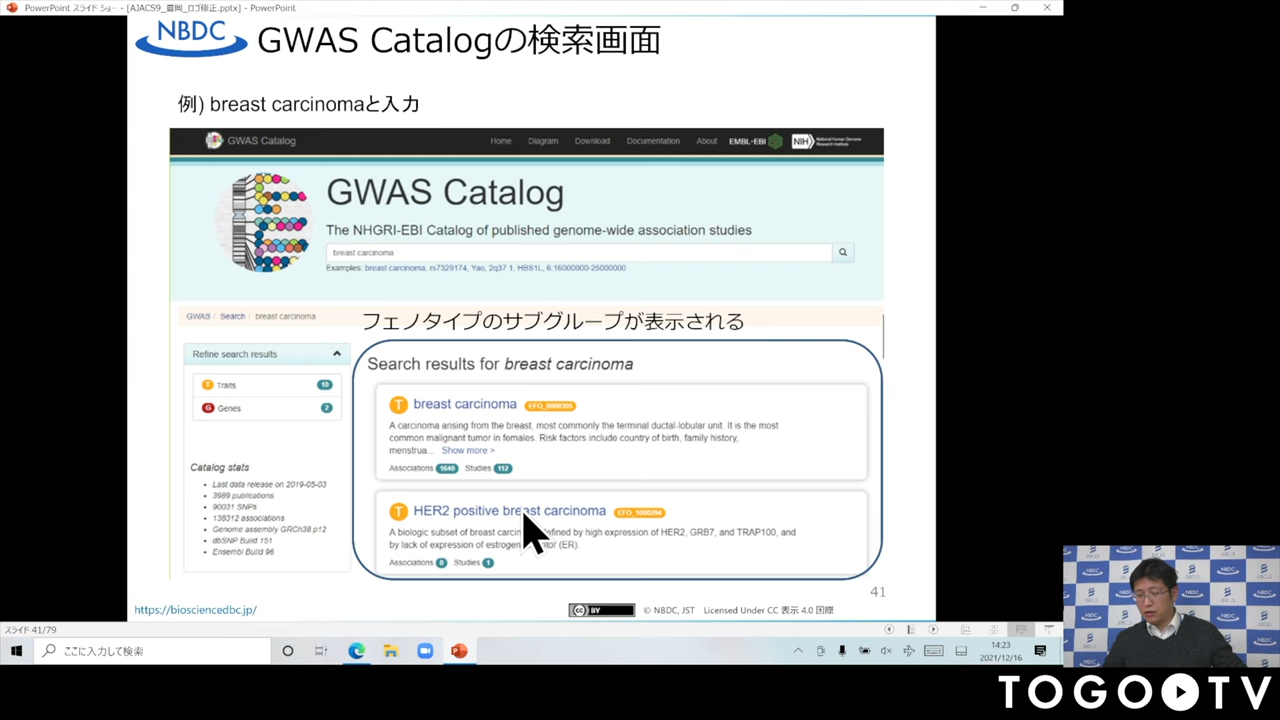 PowerPoint スライド ショー - [AJACS9_豊岡_ロゴ修正.pptx] - PowerPoint
NBDC
GWAS Catalogの検索画面
例) breast carcinomaと入力
GWAS Catalog
Home Diagram Download Documentation About EMBL-EBI NIH National Human Genome Research Institute
GWAS Catalog
The NHGRI-EBI Catalog of published genome-wide association studies
breast carcinoma
Examples: breast carcinoma, rs7329174, Yao, 2q37.1, HBS1L, 6:16000000-25000000
GWAS / Search / breast carcinoma
フェノタイプのサブグループが表示される
Refine search results
T Traits 10
G Genes 2
Catalog stats
Last data release on 2019-05-03
3989 publications
90031 SNPs
138312 associations
Genome assembly GRCh38.p12
dbSNP Build 151
Ensembl Build 96
Search results for breast carcinoma
T breast carcinoma EFO_0000305
A carcinoma arising from the breast, most commonly the terminal ductal-lobular unit. It is the most
common malignant tumor in females. Risk factors include country of birth, family history,
menstrua... Show more >
Associations 1640 Studies 112
T HER2 positive breast carcinoma EFO_1000294
A biologic subset of breast defined by high expression of HER2, GRB7, and TRAP100, and
by lack of expression of (ER).
Associations 8 Studies 1
41
https://biosciencedbc.jp/
CC BY
© NBDC, JST Licensed Under CC 表示 4.0 国際
スライド 41/79
ここに入力して検索
14:23
2021/12/16
NBDC
TOGO TV